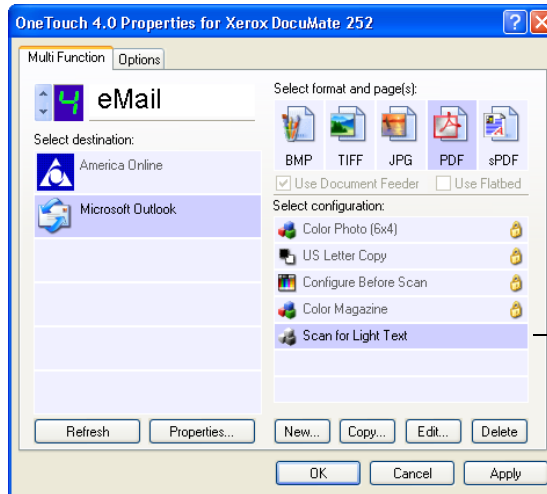 OneTouch 4.0 Properties for Xerox DocuMate 252
Multi Function
Options
4 eMail
Select destination:
America Online
Microsoft Outlook
Refresh
Properties...
Select format and page(s):
BMP TIFF JPG PDF sPDF
Use Document Feeder
Use Flatbed
Select configuration:
Color Photo (6x4)
US Letter Copy
Configure Before Scan
Color Magazine
Scan for Light Text
New... Copy... Edit... Delete
OK Cancel Apply